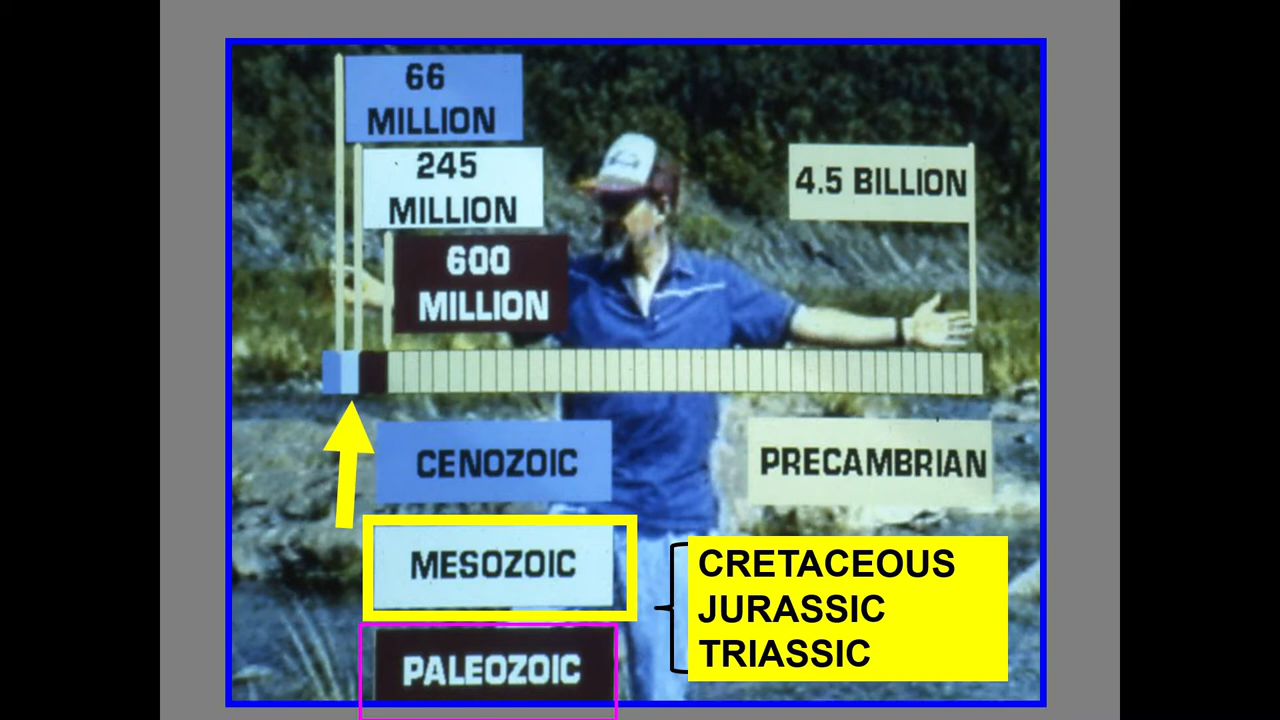 66
MILLION
245
MILLION
600
MILLION
4.5 BILLION
CENOZOIC
PRECAMBRIAN
MESOZOIC
PALEOZOIC
CRETACEOUS
JURASSIC
TRIASSIC